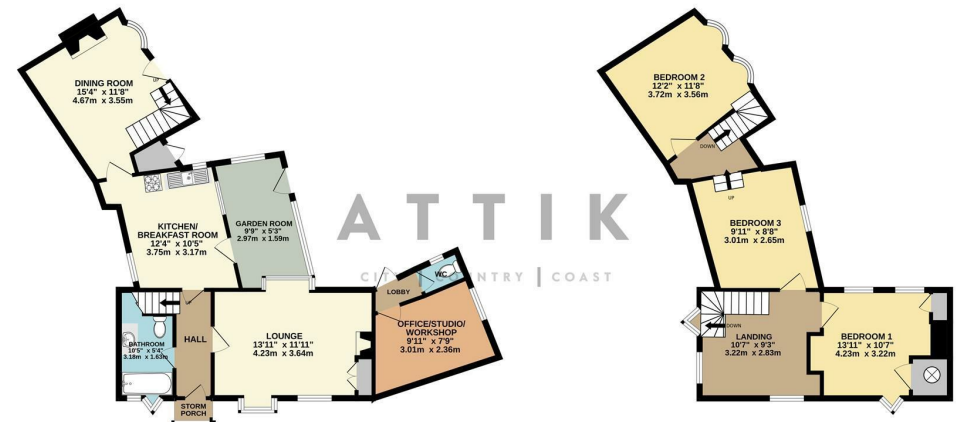 DINING ROOM
15'4" x 11'8"
4.67m x 3.55m
UP
KITCHEN/
BREAKFAST ROOM
12'4" x 10'5"
3.75m x 3.17m
GARDEN ROOM
9'9" x 5'3"
2.97m x 1.59m
BATHROOM
10'5" x 5'4"
3.18m x 1.63m
HALL
STORM
PORCH
LOUNGE
13'11" x 11'11"
4.23m x 3.64m
LOBBY
WC
OFFICE/STUDIO/
WORKSHOP
9'11" x 7'9"
3.01m x 2.36m
ATTIK
CITY | COUNTRY | COAST
BEDROOM 2
12'2" x 11'8"
3.72m x 3.56m
DOWN
UP
BEDROOM 3
9'11" x 8'8"
3.01m x 2.65m
DOWN
LANDING
10'7" x 9'3"
3.22m x 2.83m
BEDROOM 1
13'11" x 10'7"
4.23m x 3.22m